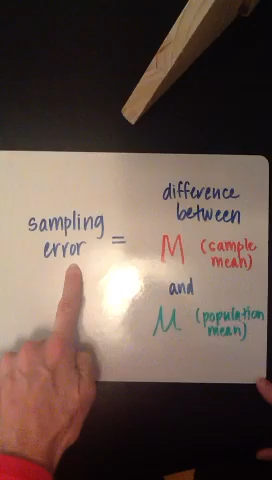 difference
between
sampling
error = M (sample
mean)
and
μ (population
mean)